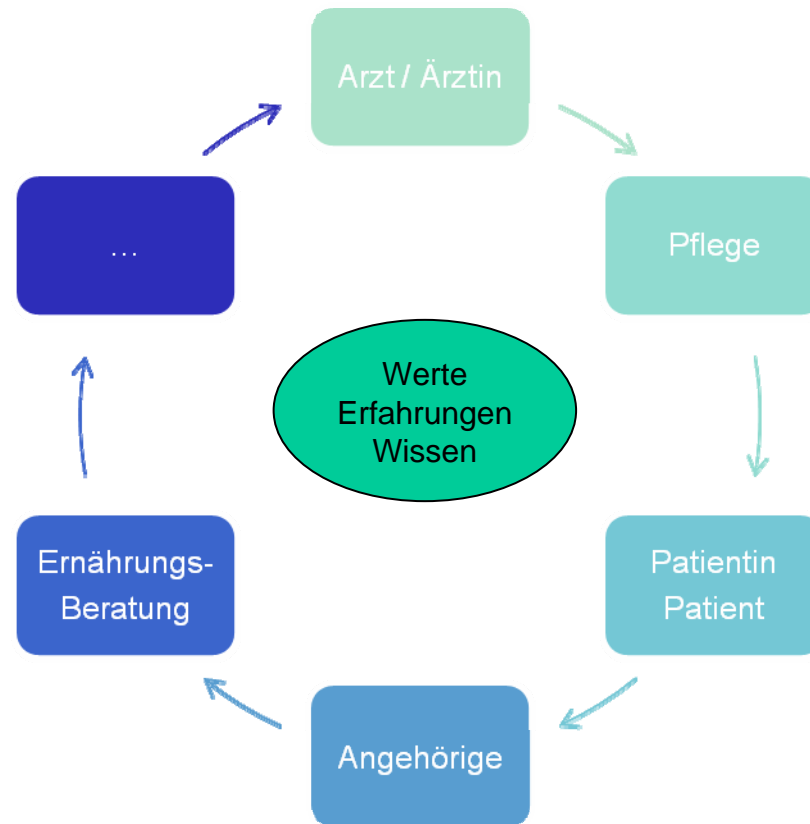 Arzt / Ärztin
Pflege
Patientin
Patient
Angehörige
Ernährungs-
Beratung
...
Werte
Erfahrungen
Wissen